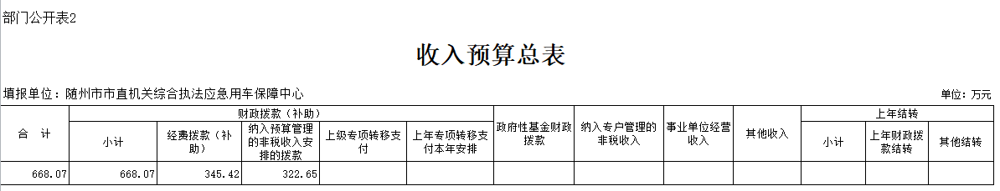 部门公开表2
收入预算总表
填报单位：随州市市直机关综合执法应急用车保障中心 单位：万元
合 计 财政拨款（补助） 政府性基金财政拨款 纳入专户管理的非税收入 事业单位经营收入 其他收入 上年结转
小计 经费拨款（补助） 纳入预算管理的非税收入安排的拨款 上级专项转移支付 上年专项转移支付本年安排 小计 上年财政拨款结转 其他结转
668.07 668.07 345.42 322.65